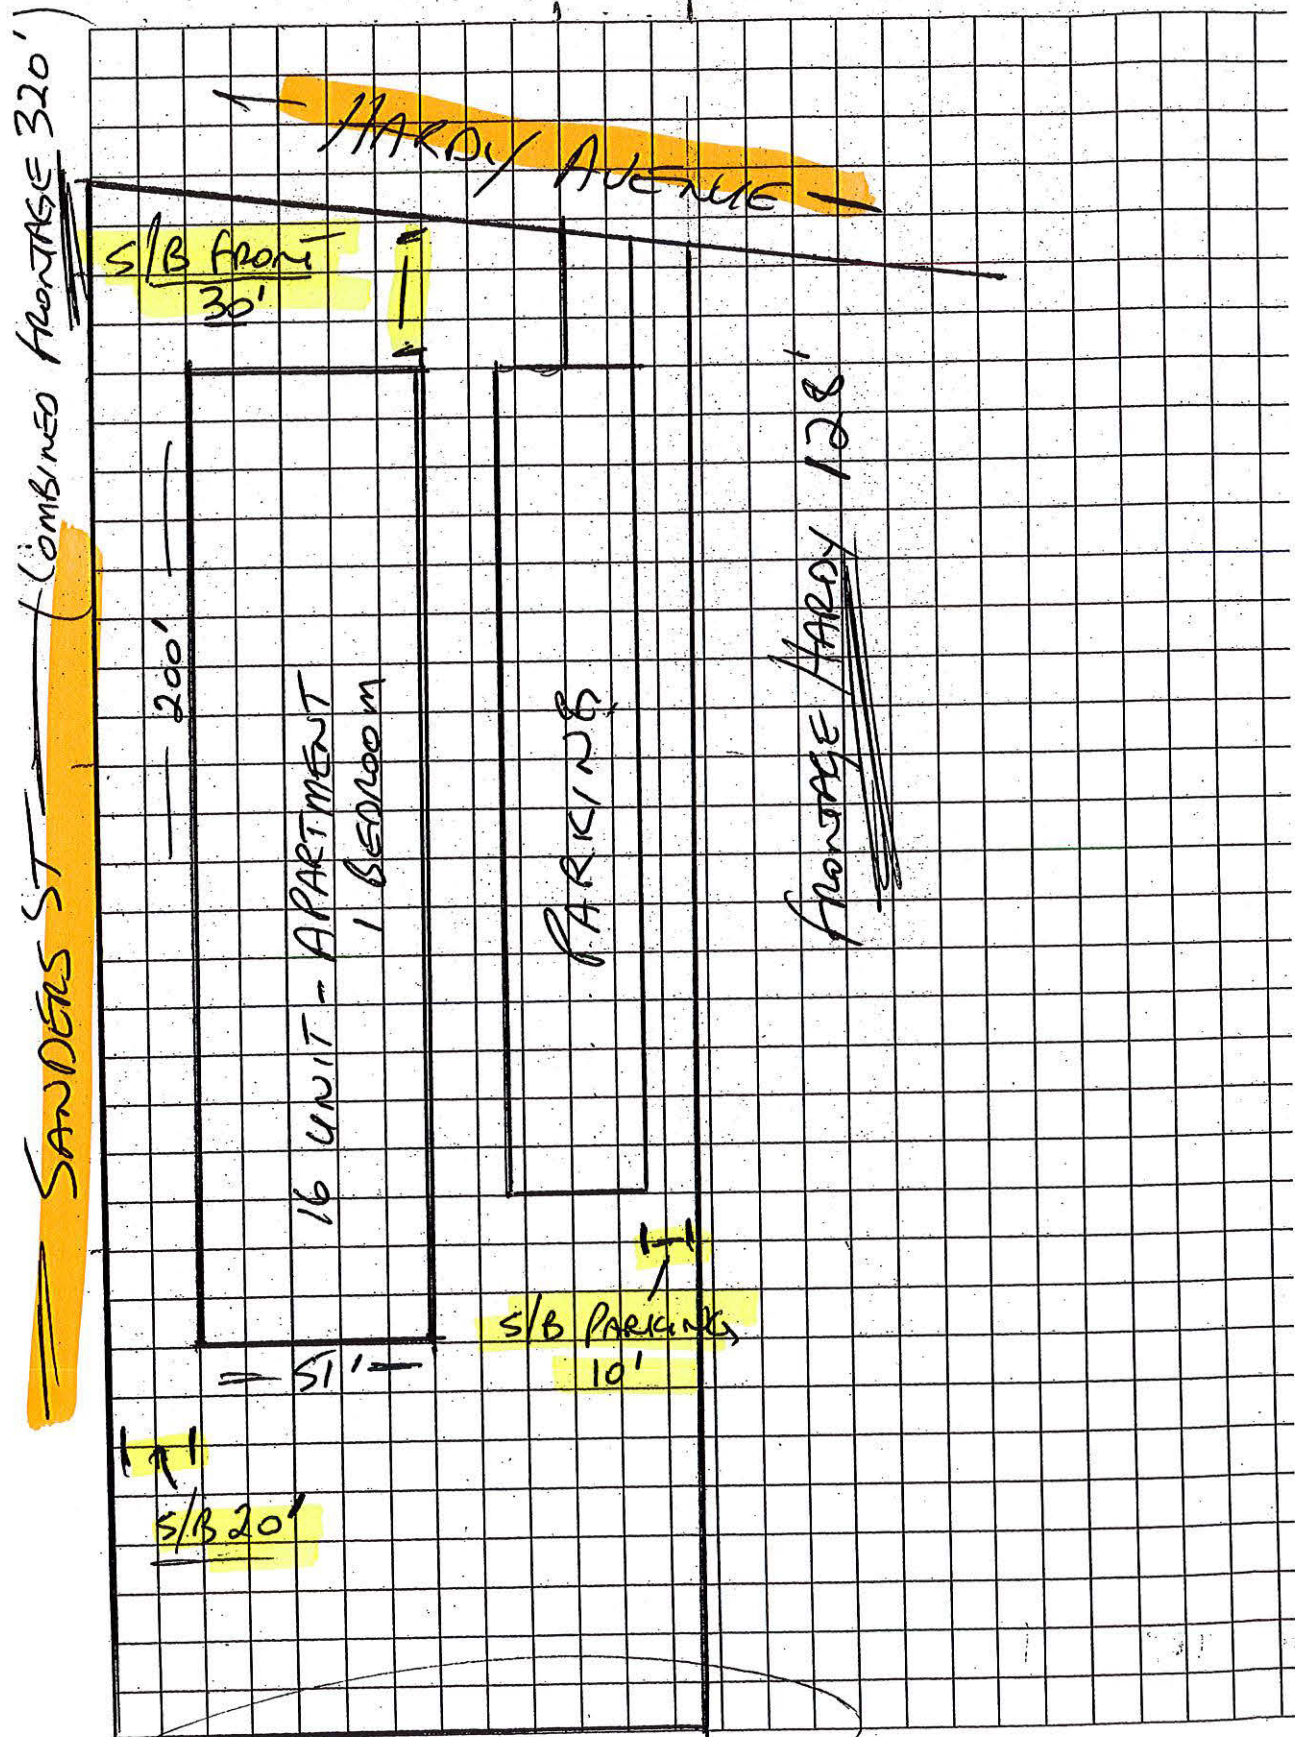 HARDY AVENUE
SANDERS ST (COMBINED FRONTAGE 320')
S/B FRONT
30'
200'
16 UNIT - APARTMENT
1 BEDROOM
PARKING
FRONTAGE HARDY 128'
S/B PARKING
10'
51'
S/B 20'